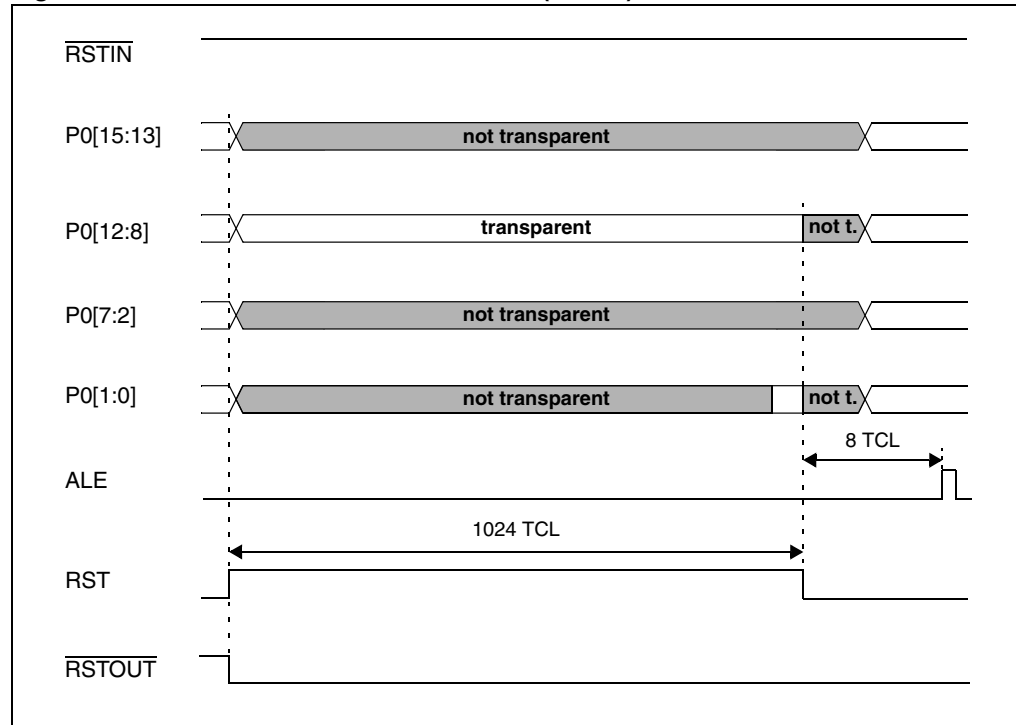 RSTIN
P0[15:13]
not transparent
P0[12:8]
transparent
not t.
P0[7:2]
not transparent
P0[1:0]
not transparent
not t.
8 TCL
ALE
1024 TCL
RST
RSTOUT